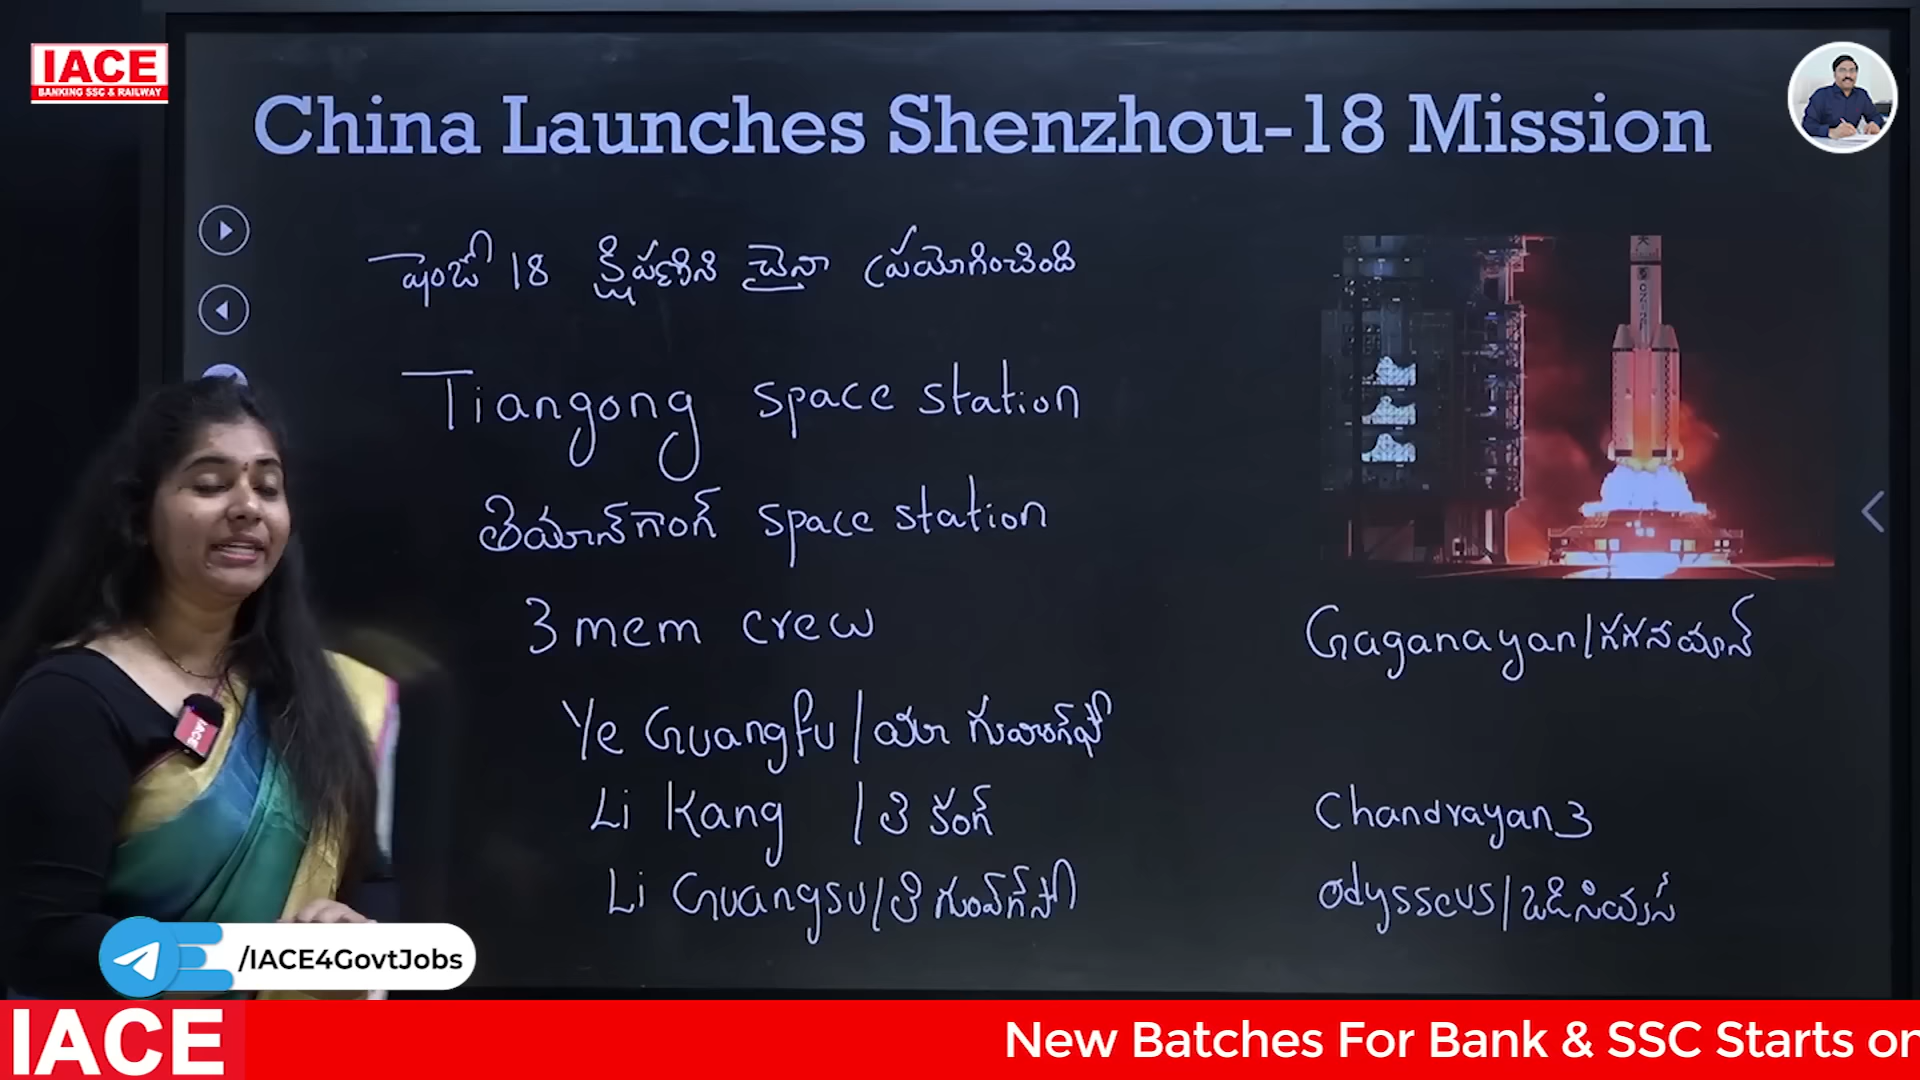 IACE
BANKING SSC & RAILWAY
China Launches Shenzhou-18 Mission
షెంజో 18 క్షిపణిని చైనా ప్రయోగించింది
Tiangong space station
తియాన్‌గాంగ్ space station
3 mem crew
Ye Guangfu / యే గువాంగ్‌ఫు
Li Kang / లి కంగ్
Li Guangsu / లి
Gaganayan / గగనయాన్
Chandrayan 3
Odysseus / ఒడిసియస్
IACE
/IACE4GovtJobs
IACE
New Batches For Bank & SSC Starts on